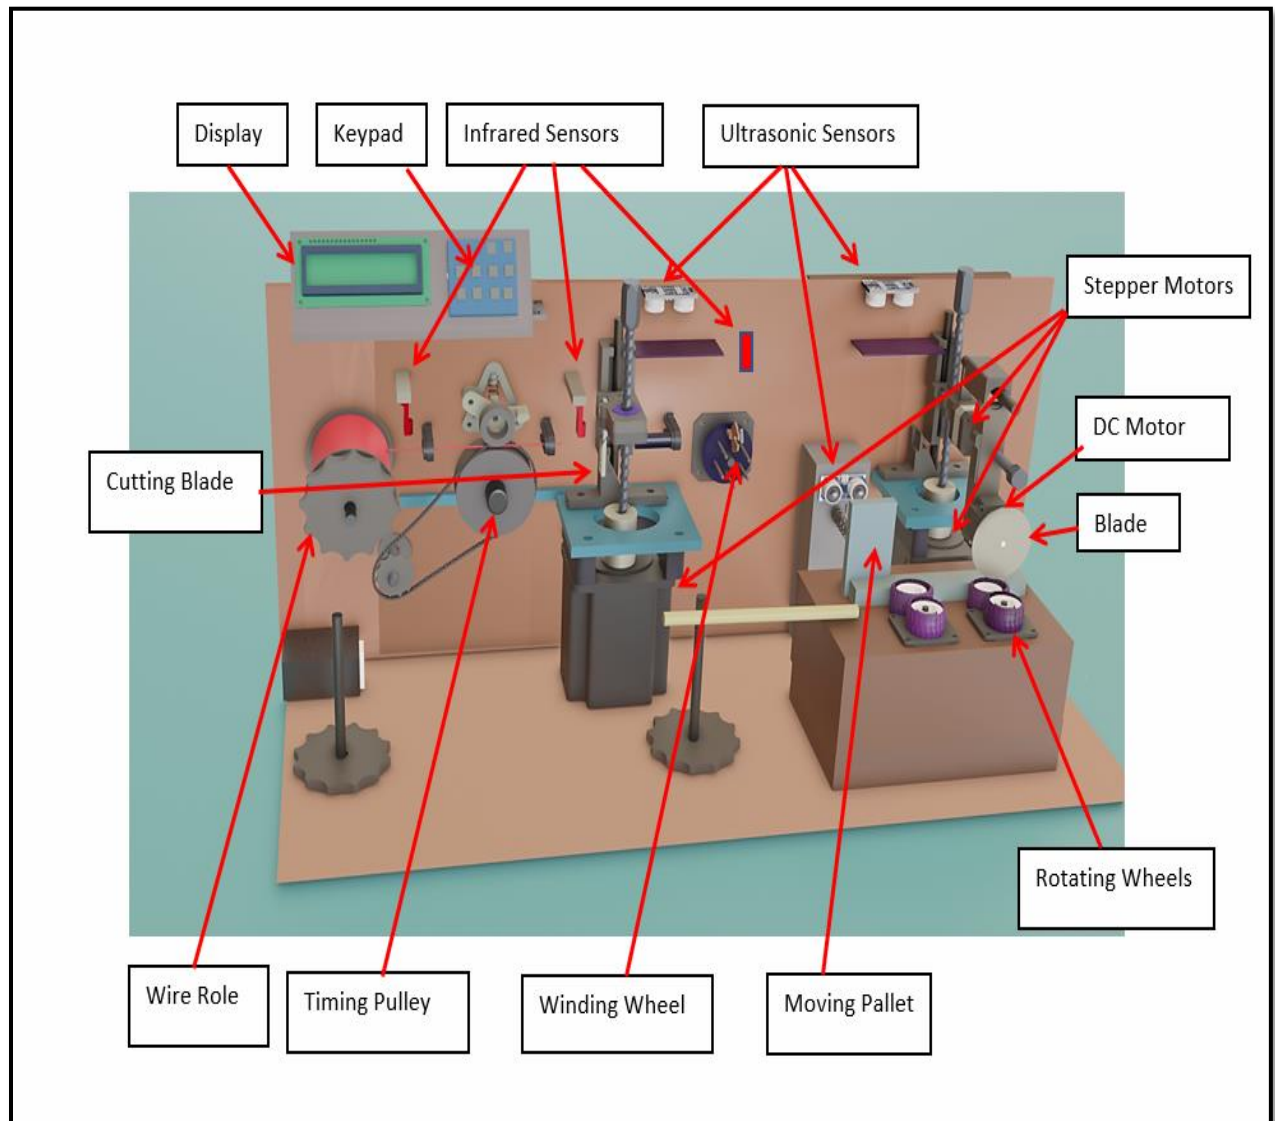 Display
Keypad
Infrared Sensors
Ultrasonic Sensors
Stepper Motors
DC Motor
Cutting Blade
Blade
Rotating Wheels
Wire Role
Timing Pulley
Winding Wheel
Moving Pallet